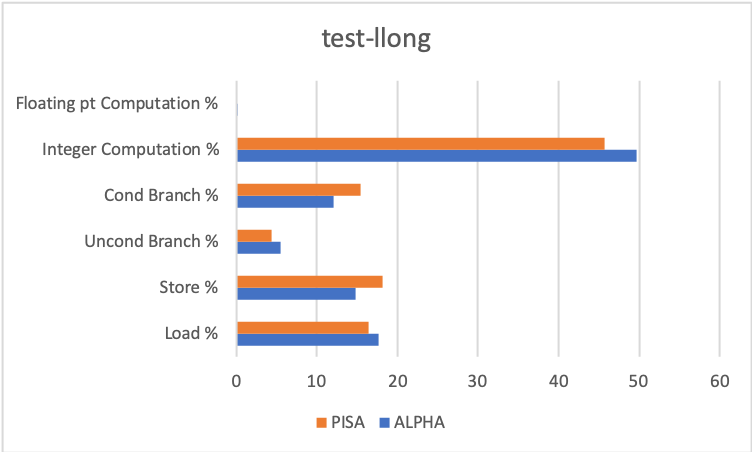 test-llong
Floating pt Computation %
Integer Computation %
Cond Branch %
Uncond Branch %
Store %
Load %
0 10 20 30 40 50 60
PISA ALPHA